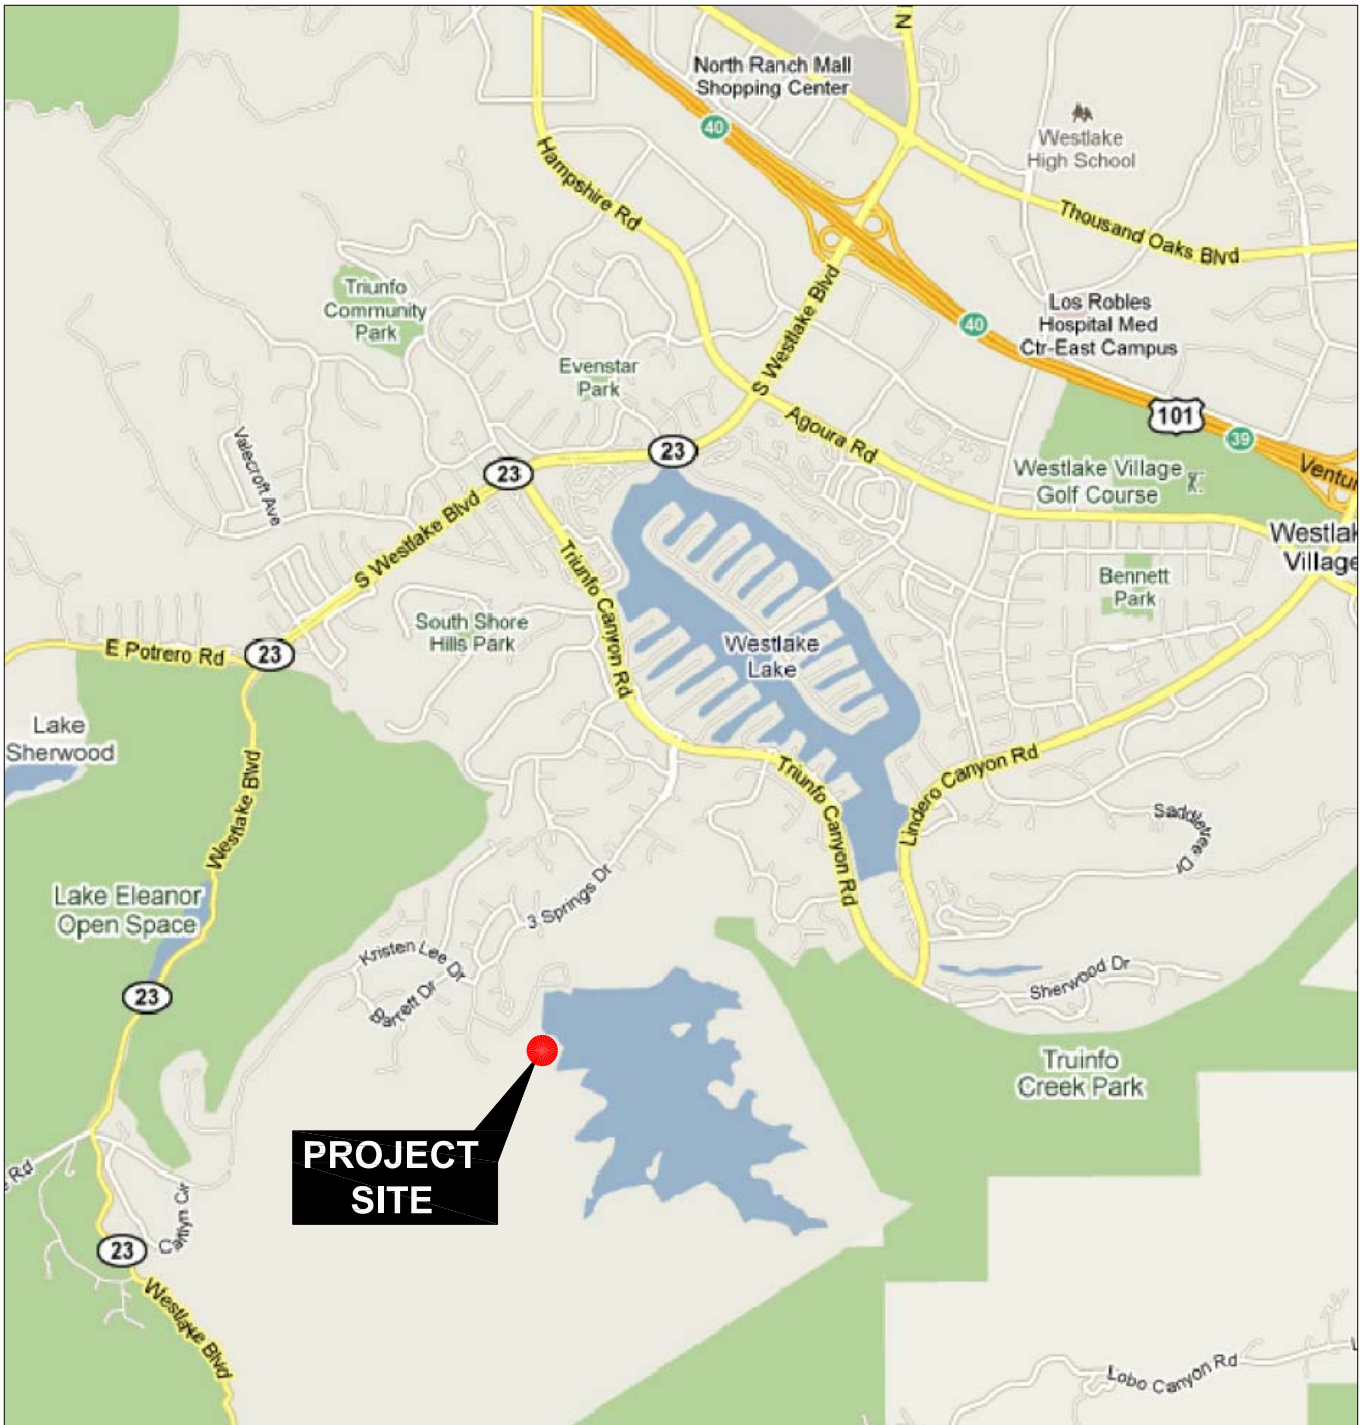 N
North Ranch Mall
Shopping Center
40
Westlake
High School
Hampshire Rd
Thousand Oaks Blvd
Triunfo
Community
Park
S Westlake Blvd
Los Robles
Hospital Med
Ctr-East Campus
40
Evenstar
Park
101
39
Agoura Rd
Valecroft Ave
23
23
Westlake Village
Golf Course
Ventur
S Westlake Blvd
Westlak
Village
Triunfo Canyon Rd
Bennett
Park
South Shore
Hills Park
Westlake
Lake
E Potrero Rd
23
Lake
Sherwood
Westlake Blvd
Triunfo Canyon Rd
Lindero Canyon Rd
Saddletree Dr
Lake Eleanor
Open Space
3 Springs Dr
Kristen Lee Dr
Barrett Dr
Sherwood Dr
23
Truinfo
Creek Park
PROJECT
SITE
e Rd
Caitlyn Cir
23
Westlake Blvd
Lobo Canyon Rd
L